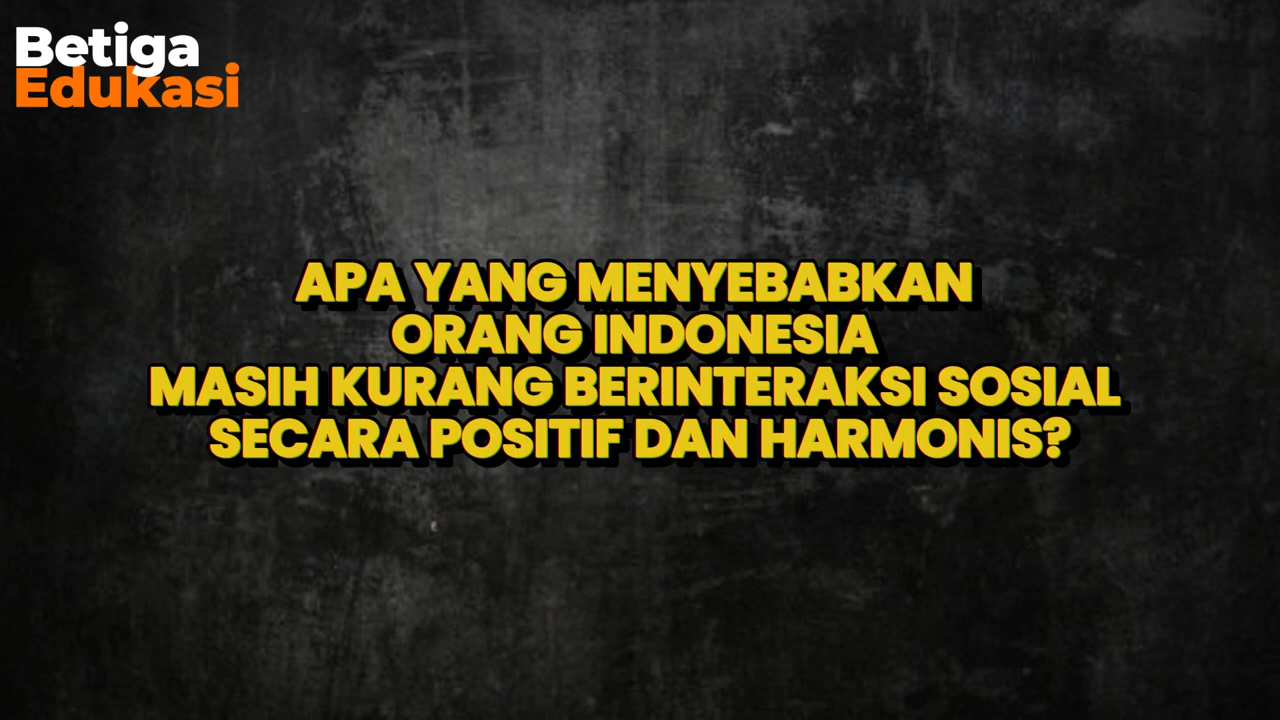 Betiga
Edukasi
APA YANG MENYEBABKAN
ORANG INDONESIA
MASIH KURANG BERINTERAKSI SOSIAL
SECARA POSITIF DAN HARMONIS?